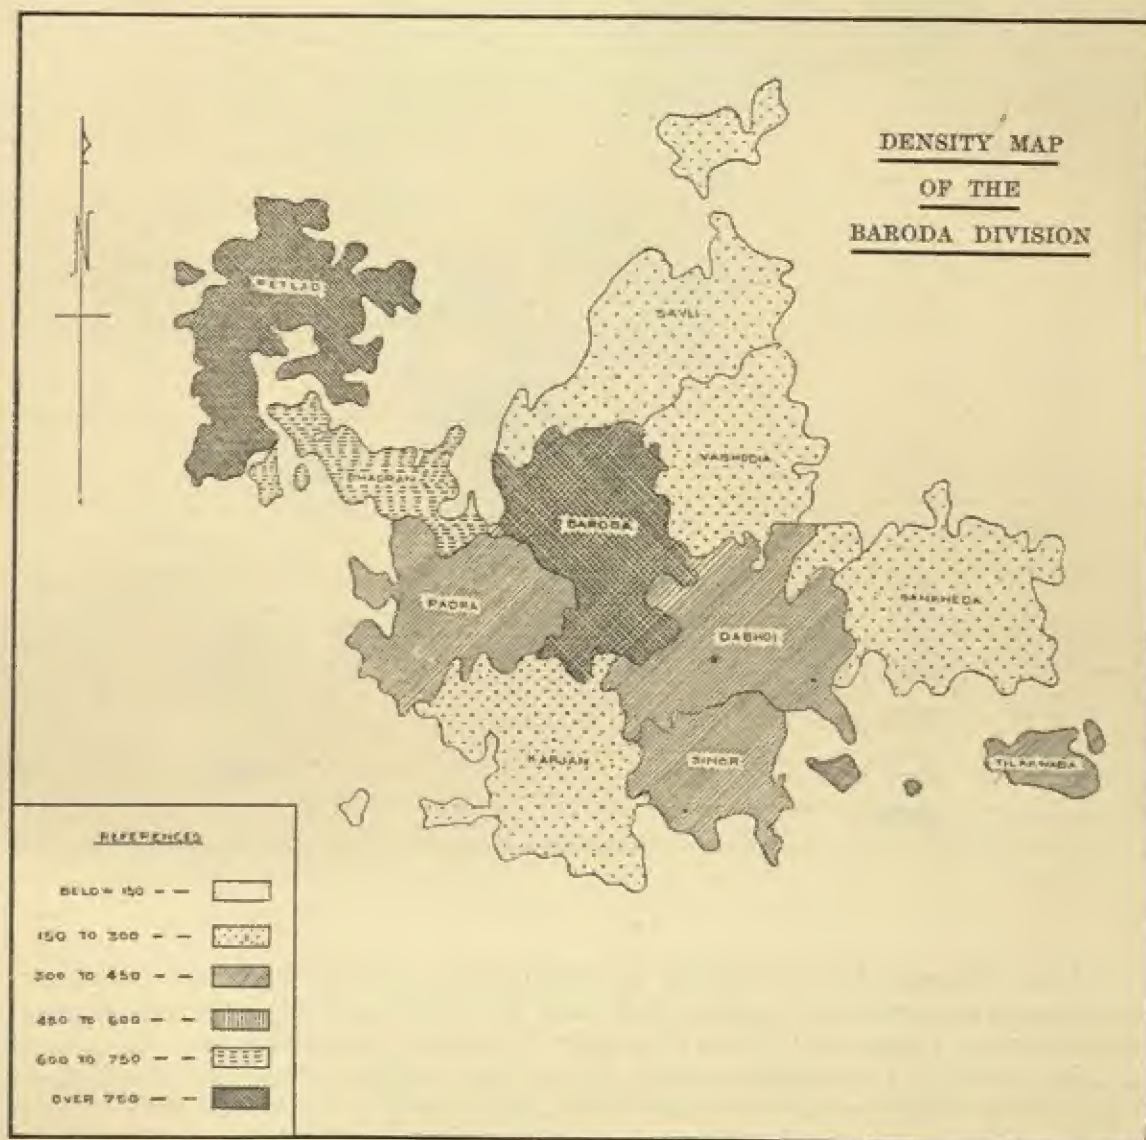 DENSITY MAP
OF THE
BARODA DIVISION
N
PETLAD
SAVLI
VAGHODIA
BHADRAN
BARODA
PADRA
DABHOI
SANKHEDA
KARJAN
SINOR
TILAKWADA
REFERENCES
BELOW 150 - -
150 TO 300 - -
300 TO 450 - -
450 TO 600 - -
600 TO 750 - -
OVER 750 - -